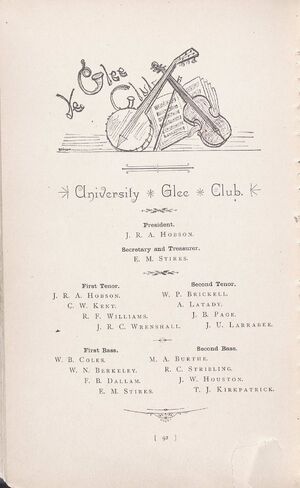 Ye Glee Club
University Glee Club.
President.
J. R. A. Hobson.
Secretary and Treasurer.
E. M. Stires.
First Tenor.
J. R. A. Hobson.
C. W. Kent.
R. F. Williams.
J. R. C. Wrenshall.
Second Tenor.
W. P. Brickell.
A. Latady.
J. B. Page.
J. U. Larrabee.
First Bass.
W. B. Coles.
W. N. Berkeley.
F. B. Dallam.
E. M. Stires.
Second Bass.
M. A. Burthe.
R. C. Stribling.
J. W. Houston.
T. J. Kirkpatrick.
[ 92 ]